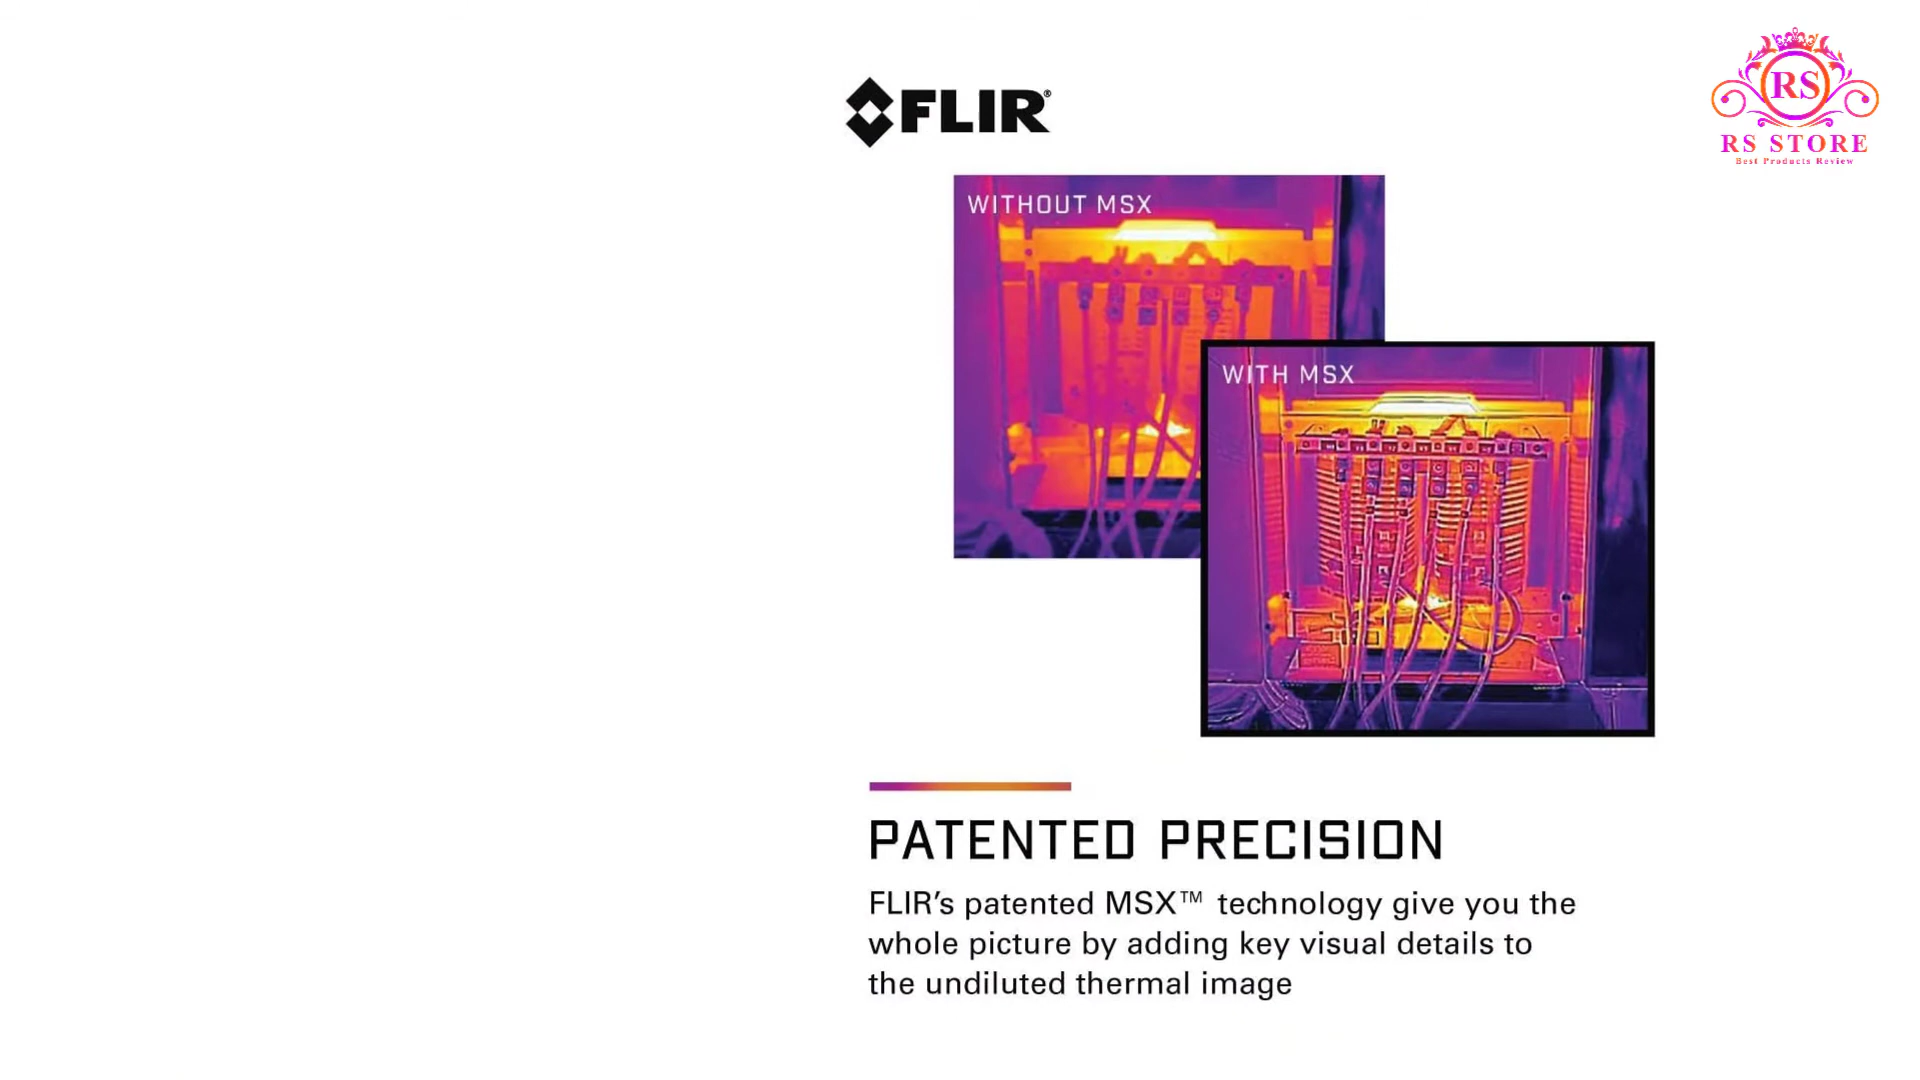 FLIR®
RS
RS STORE
Best Products Review
WITHOUT MSX
WITH MSX
PATENTED PRECISION
FLIR’s patented MSX™ technology give you the
whole picture by adding key visual details to
the undiluted thermal image